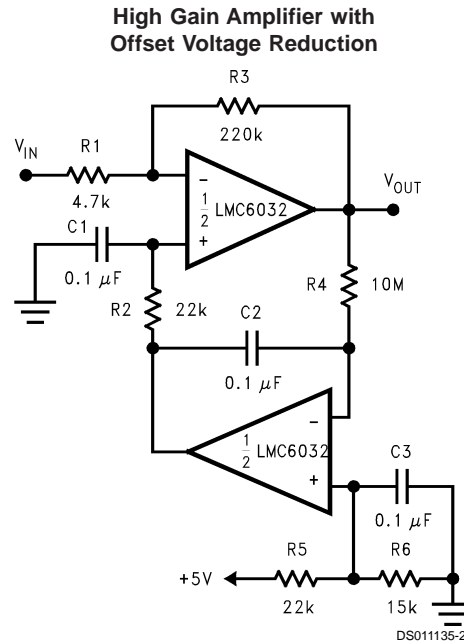 High Gain Amplifier with
Offset Voltage Reduction
R3
220k
VIN
R1
4.7k
VOUT
1/2 LMC6032
−
+
C1
0.1 μF
R2
22k
R4
10M
C2
0.1 μF
−
1/2 LMC6032
+
C3
0.1 μF
+5V
R5
22k
R6
15k
DS011135-2